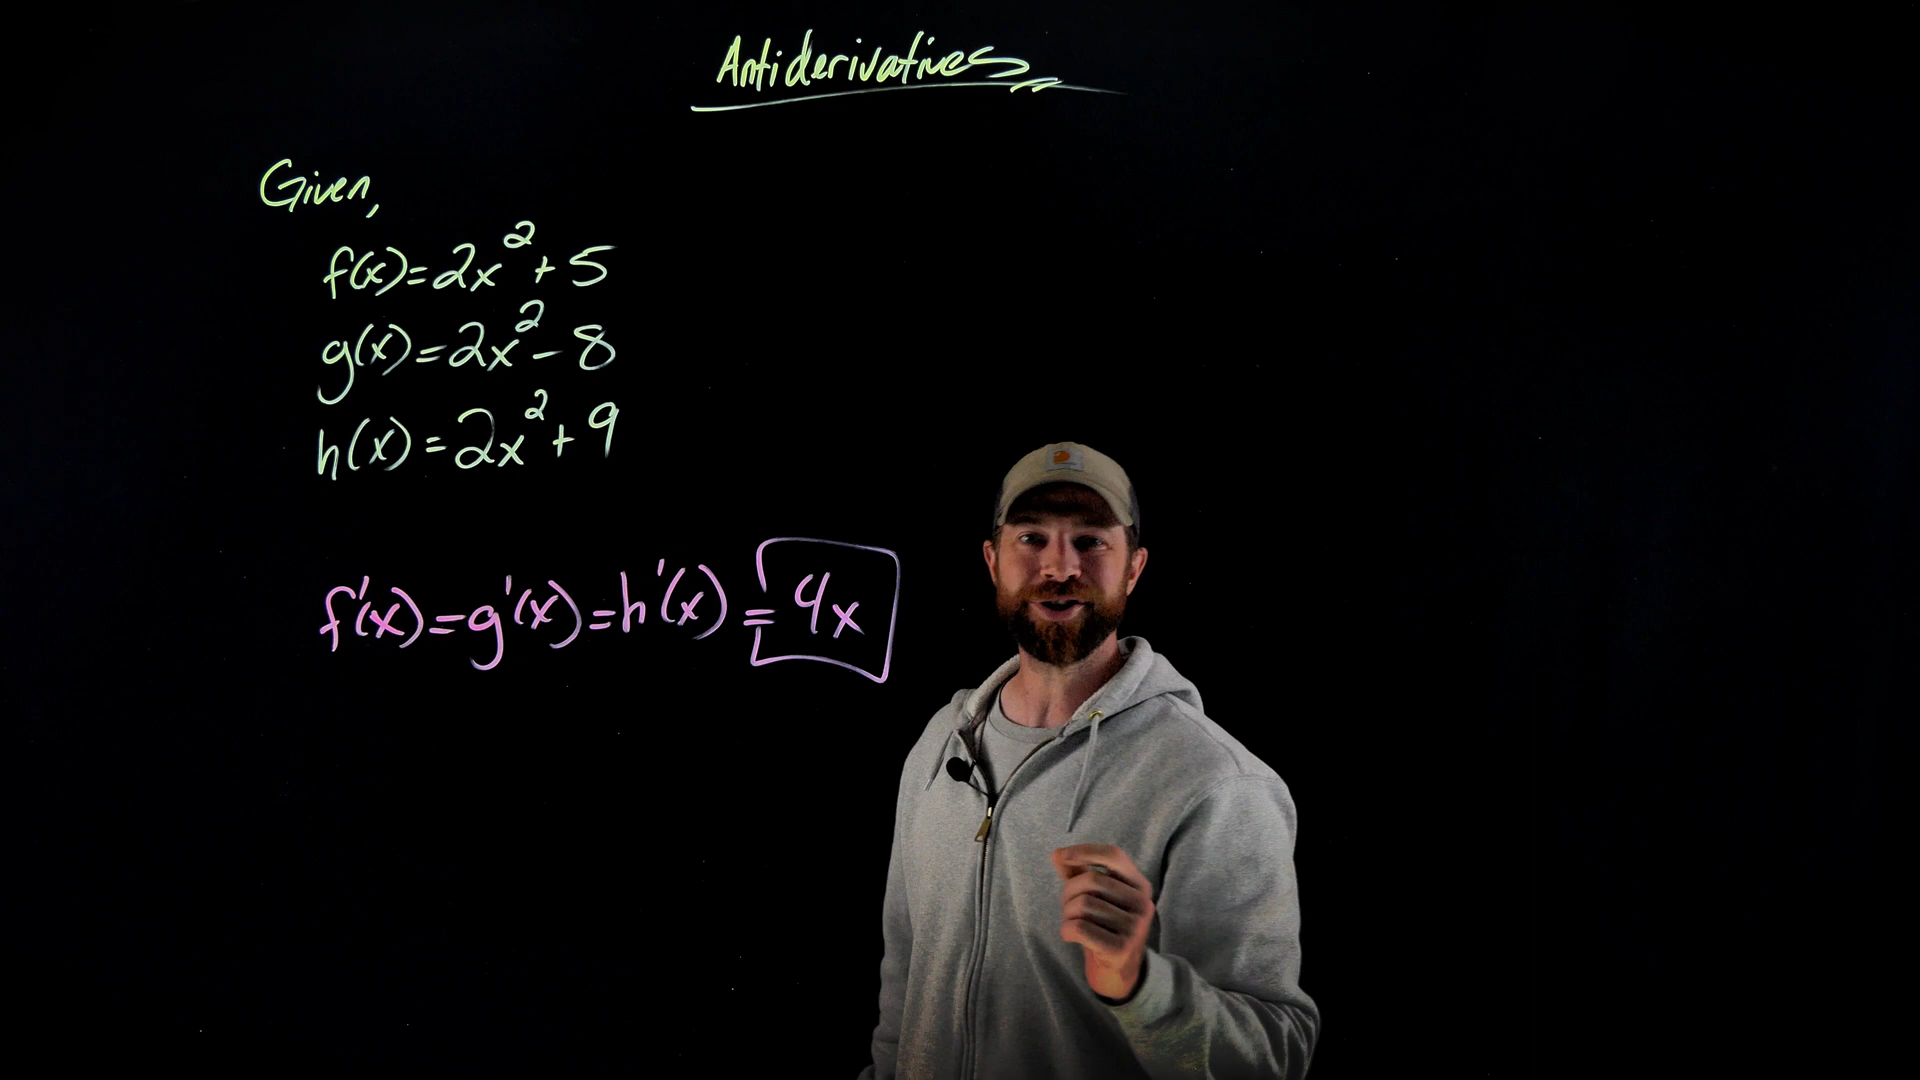 Antiderivatives
Given,
f(x)=2x²+5
g(x)=2x²-8
h(x)=2x²+9
f'(x)=g'(x)=h'(x)=4x